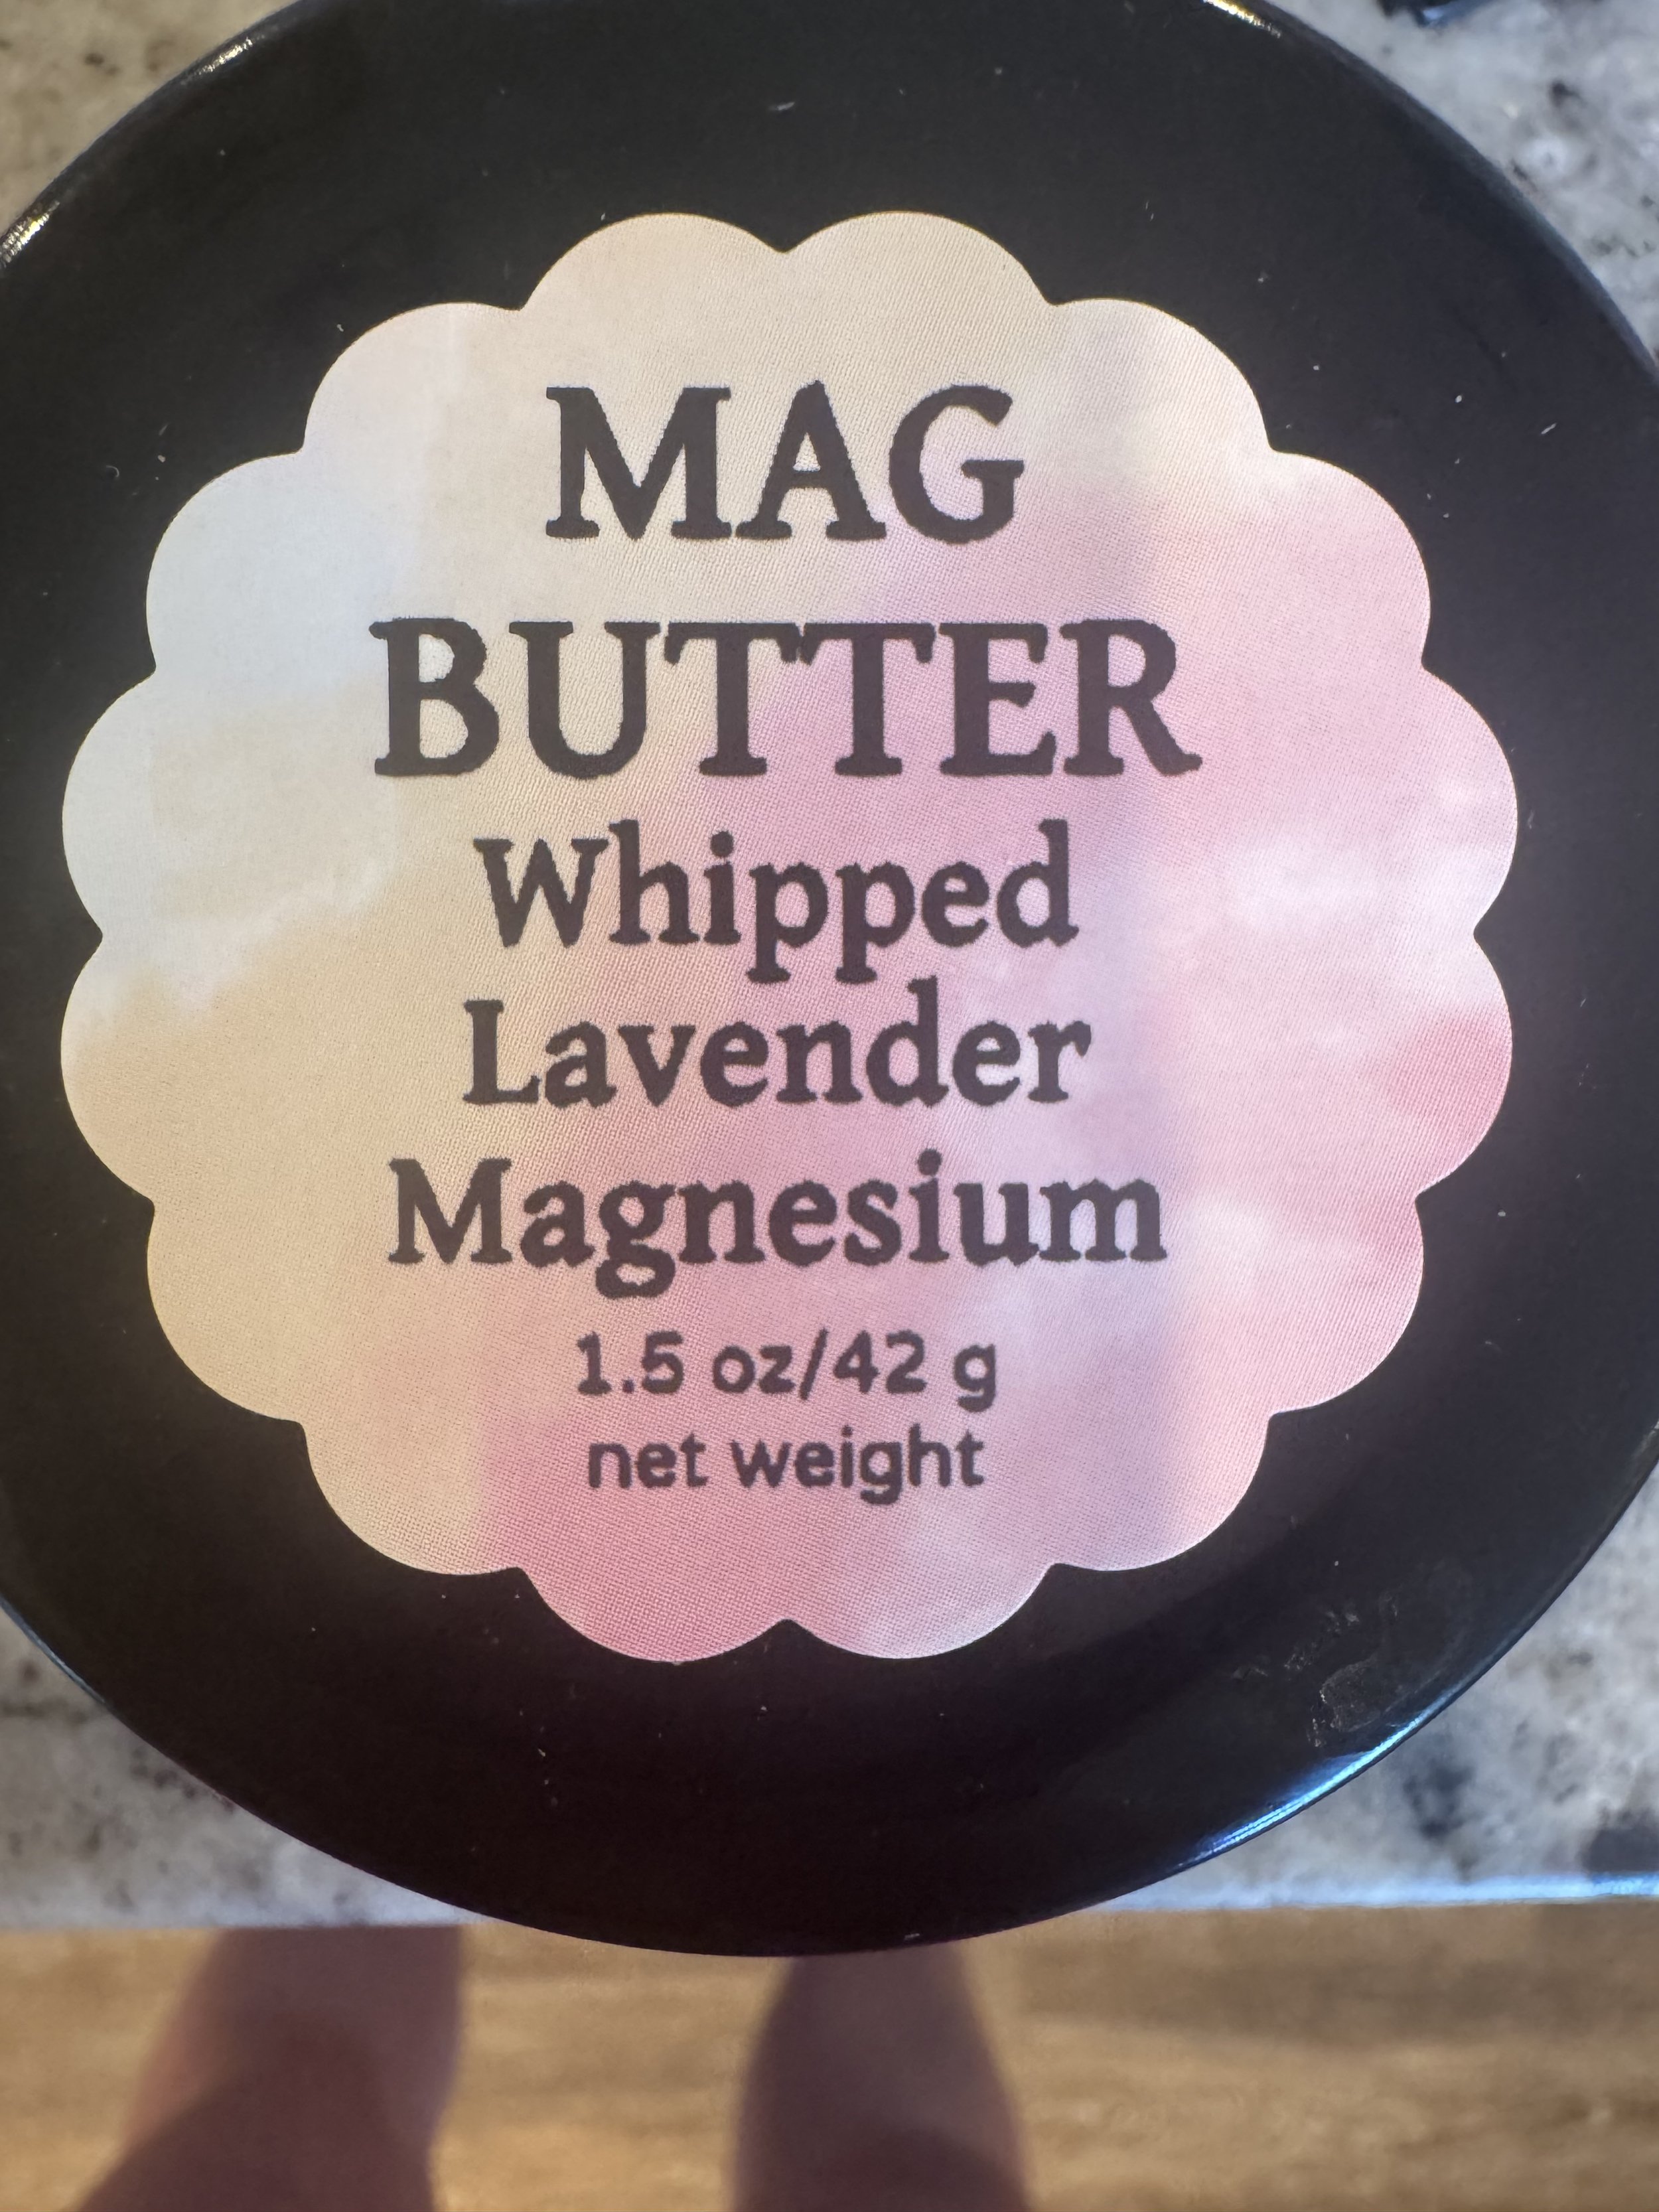 MAG
BUTTER
Whipped
Lavender
Magnesium
1.5 oz/42 g
net weight